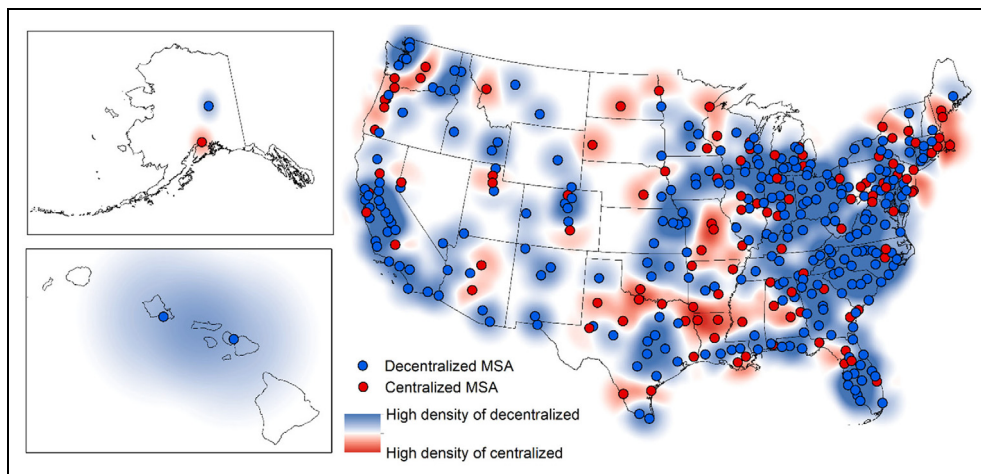 Decentralized MSA
Centralized MSA
High density of decentralized
High density of centralized